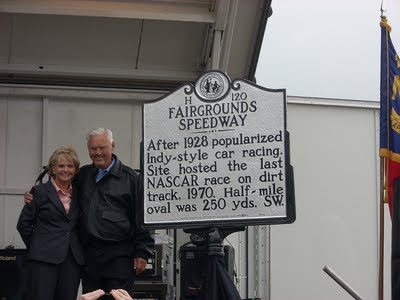 H 120
FAIRGROUNDS
SPEEDWAY
After 1928 popularized
Indy-style car racing.
Site hosted the last
NASCAR race on dirt
track, 1970. Half-mile
oval was 250 yds. SW.
Roland